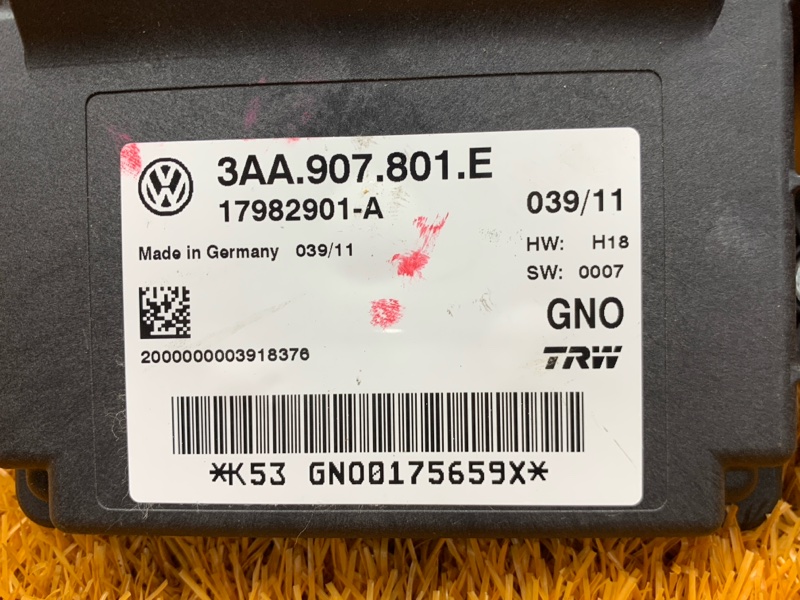 3AA.907.801.E
17982901-A
039/11
Made in Germany 039/11
HW: H18
SW: 0007
GNO
TRW
2000000003918376
*K53 GNO0175659X*